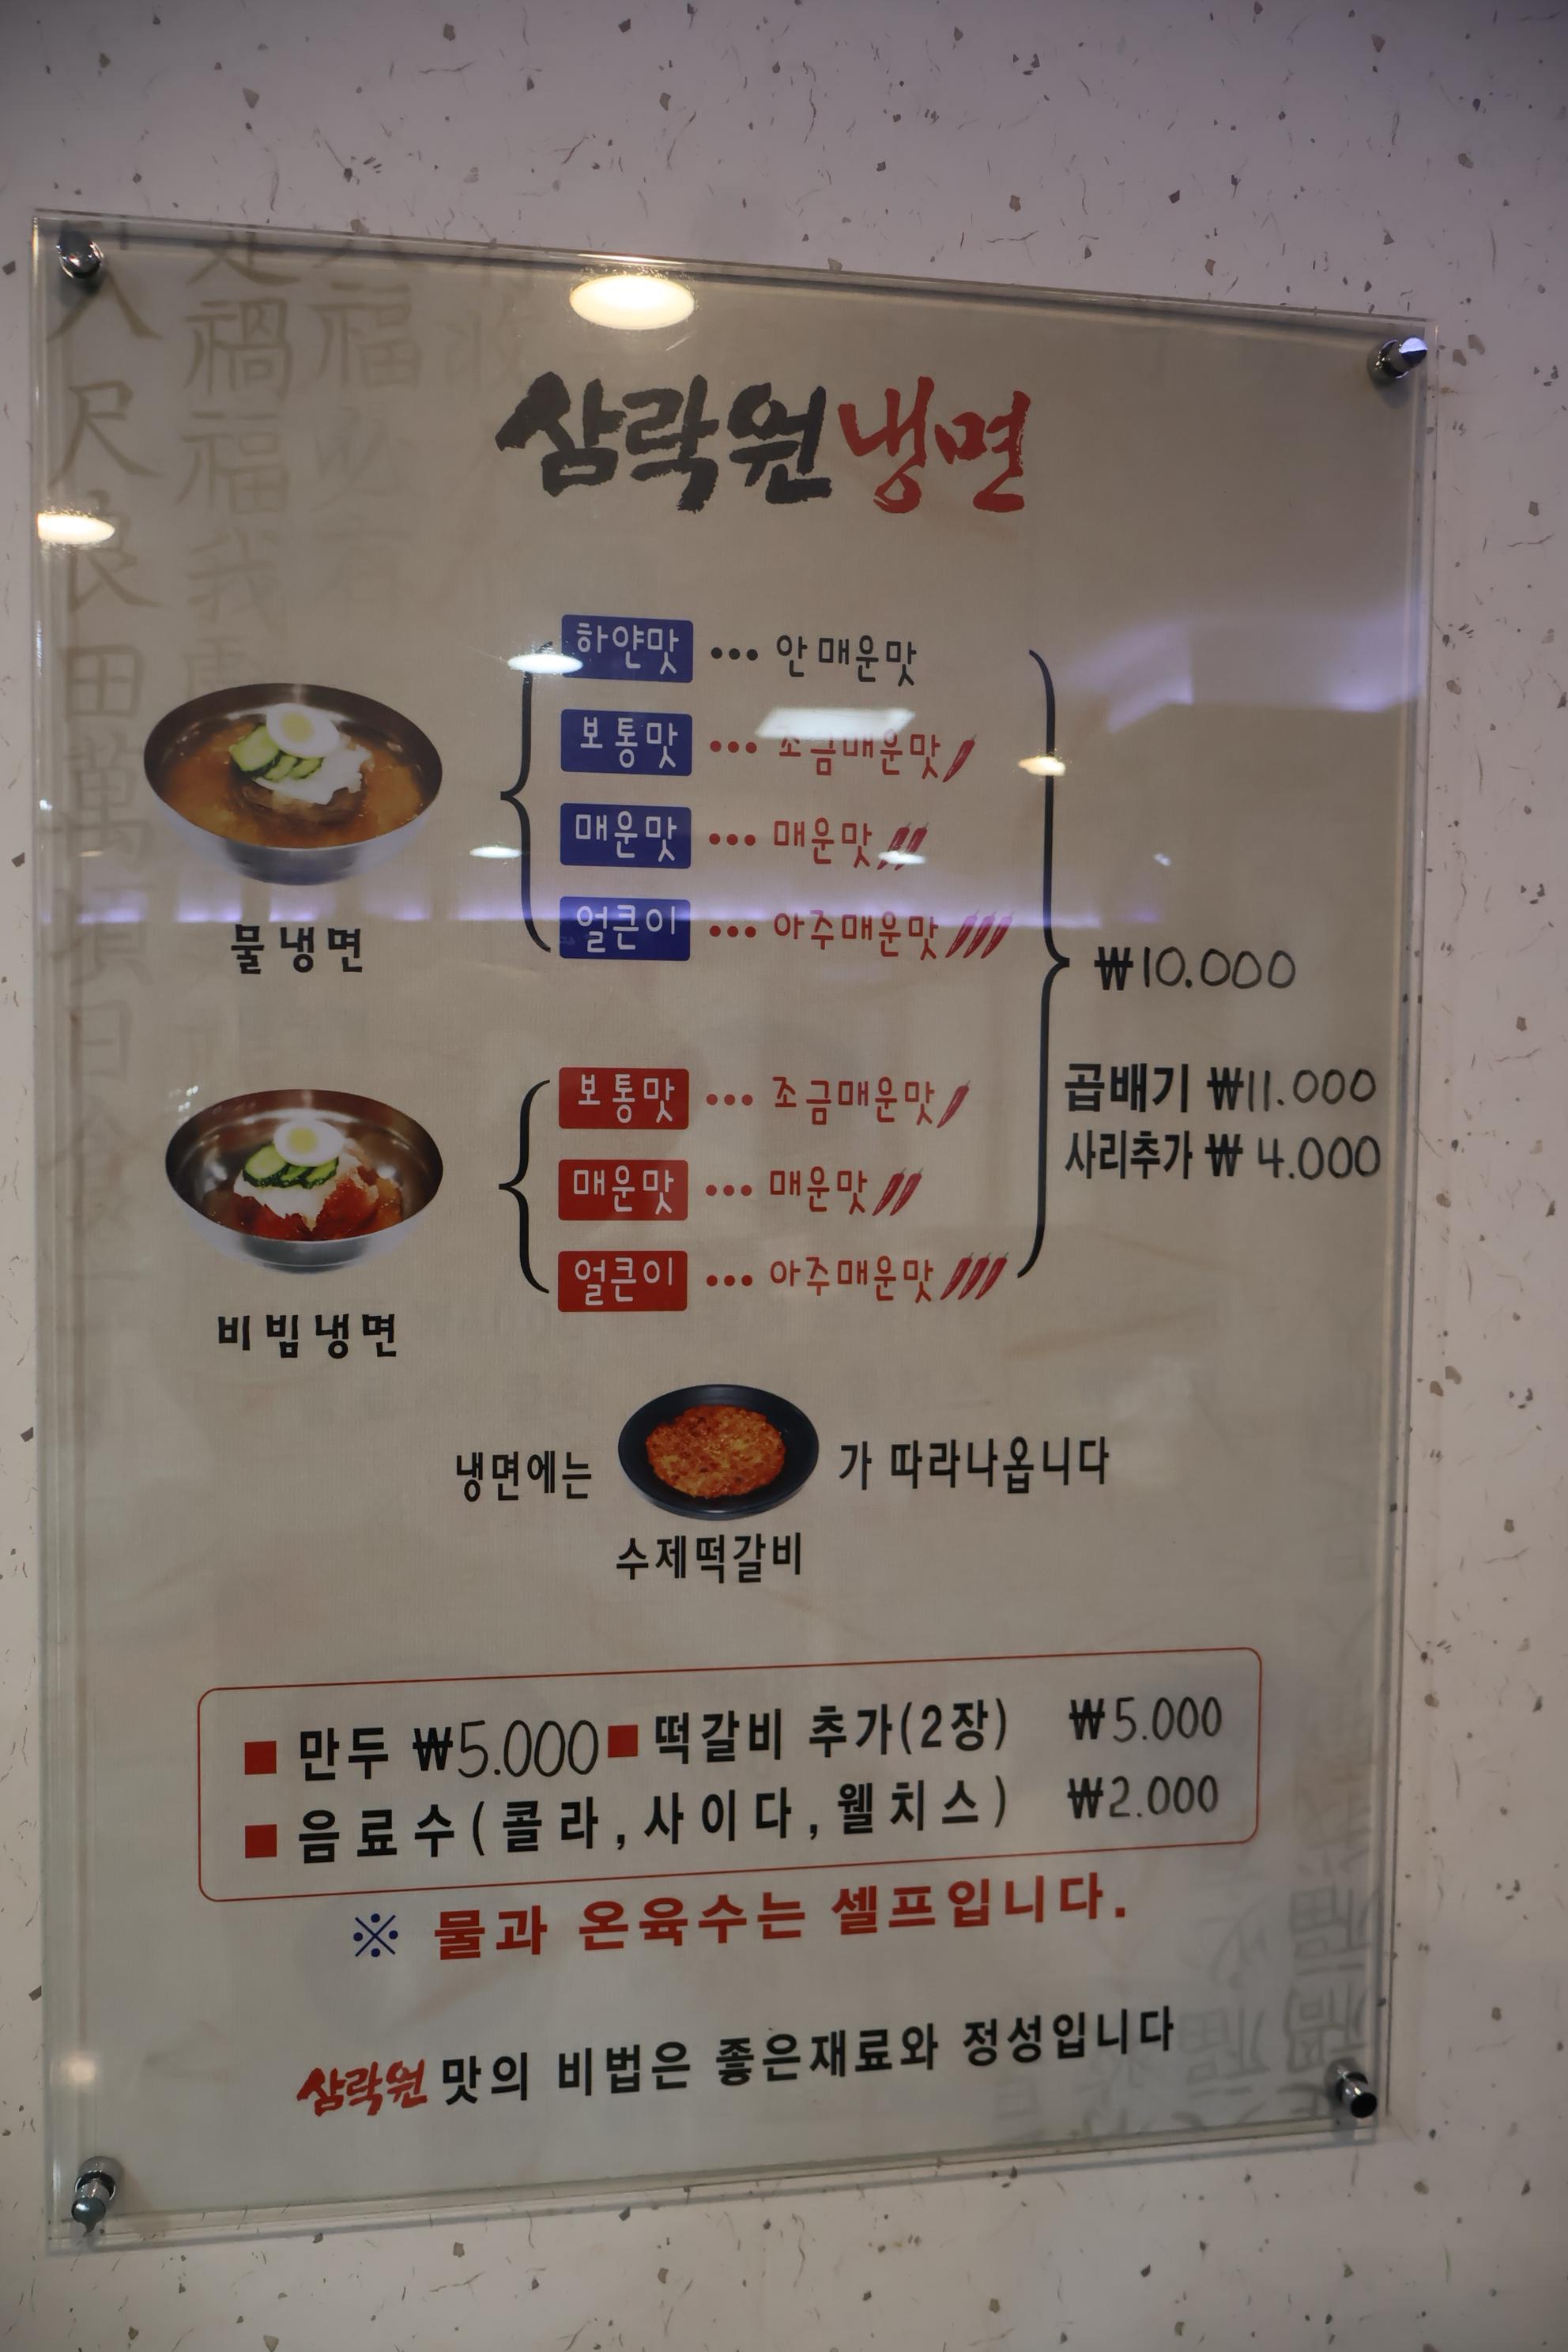 삼락원냉면
하얀맛 ••• 안매운맛
보통맛 ••• 조금매운맛
매운맛 ••• 매운맛
얼큰이 ••• 아주매운맛
물냉면
₩10.000
보통맛 ••• 조금매운맛
곱배기 ₩11.000
사리추가 ₩ 4.000
매운맛 ••• 매운맛
얼큰이 ••• 아주매운맛
비빔냉면
냉면에는 가 따라나옵니다
수제떡갈비
■ 만두 ₩5.000 ■ 떡갈비 추가(2장) ₩5.000
■ 음료수(콜라,사이다,웰치스) ₩2.000
※ 물과 온육수는 셀프입니다.
삼락원 맛의 비법은 좋은재료와 정성입니다